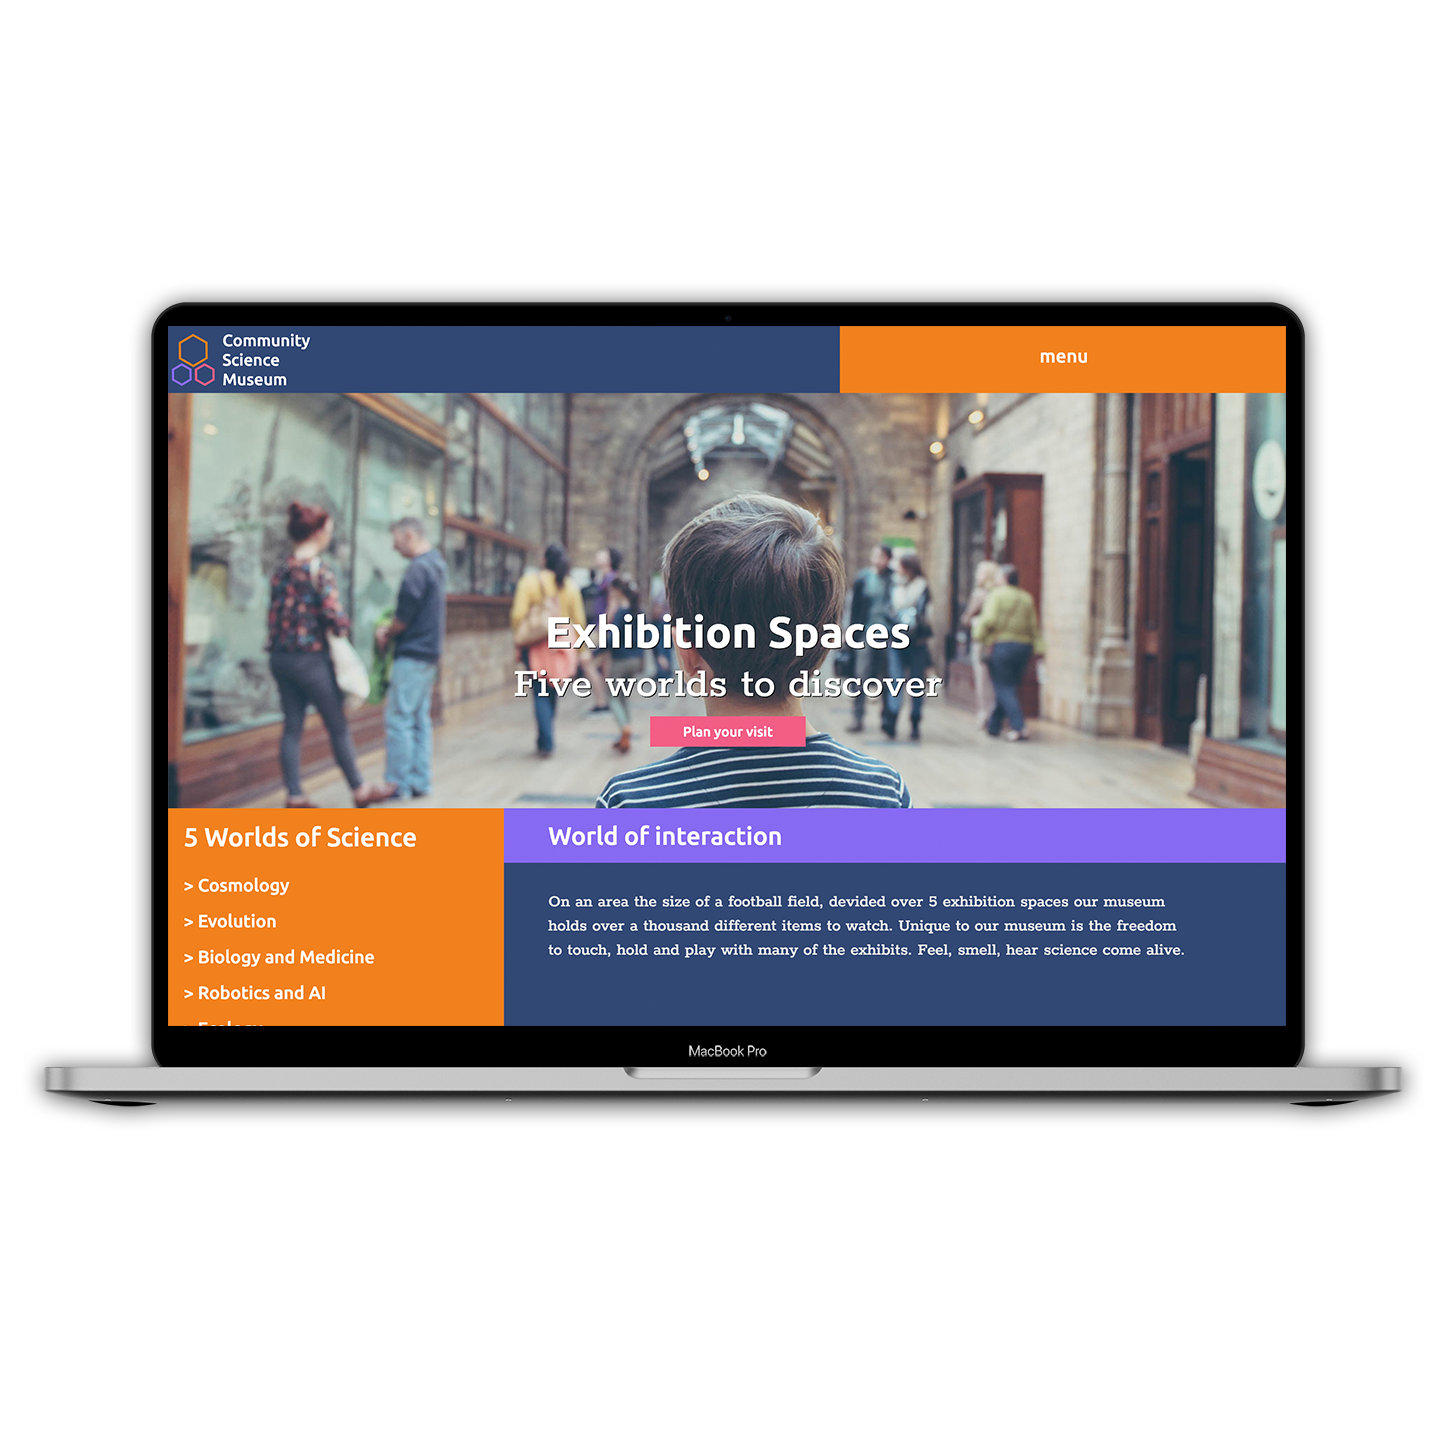 Community
Science
Museum
menu
Exhibition Spaces
Five worlds to discover
Plan your visit
5 Worlds of Science
> Cosmology
> Evolution
> Biology and Medicine
> Robotics and AI
World of interaction
On an area the size of a football field, devided over 5 exhibition spaces our museum
holds over a thousand different items to watch. Unique to our museum is the freedom
to touch, hold and play with many of the exhibits. Feel, smell, hear science come alive.
MacBook Pro